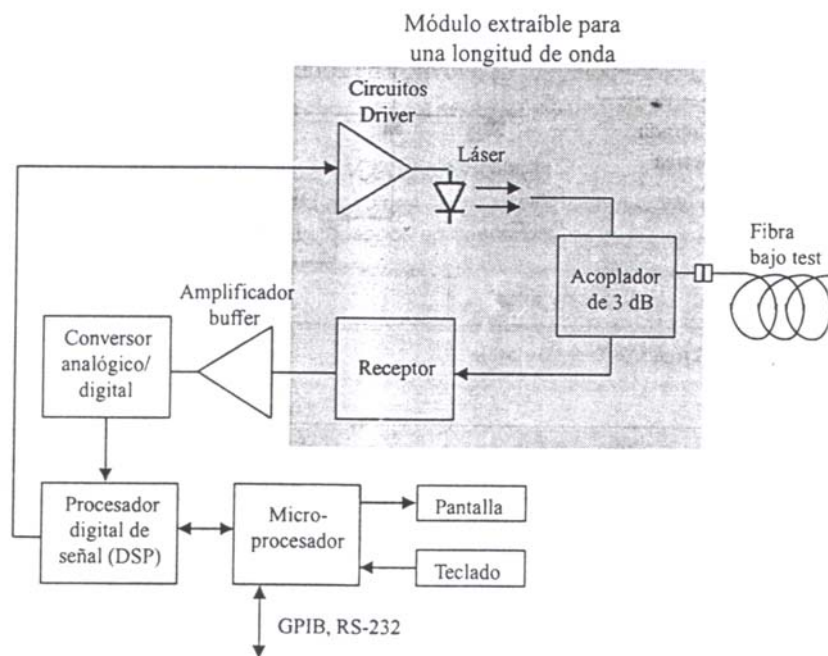 Módulo extraíble para
una longitud de onda
Circuitos
Driver
Láser
Fibra
bajo test
Acoplador
de 3 dB
Amplificador
buffer
Conversor
analógico/
digital
Receptor
Procesador
digital de
señal (DSP)
Micro-
procesador
Pantalla
Teclado
GPIB, RS-232